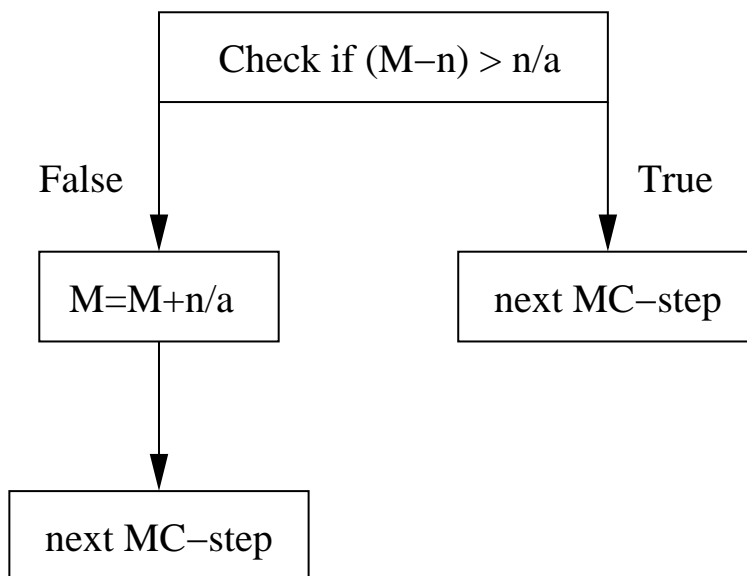 Check if (M−n) > n/a
False
True
M=M+n/a
next MC−step
next MC−step